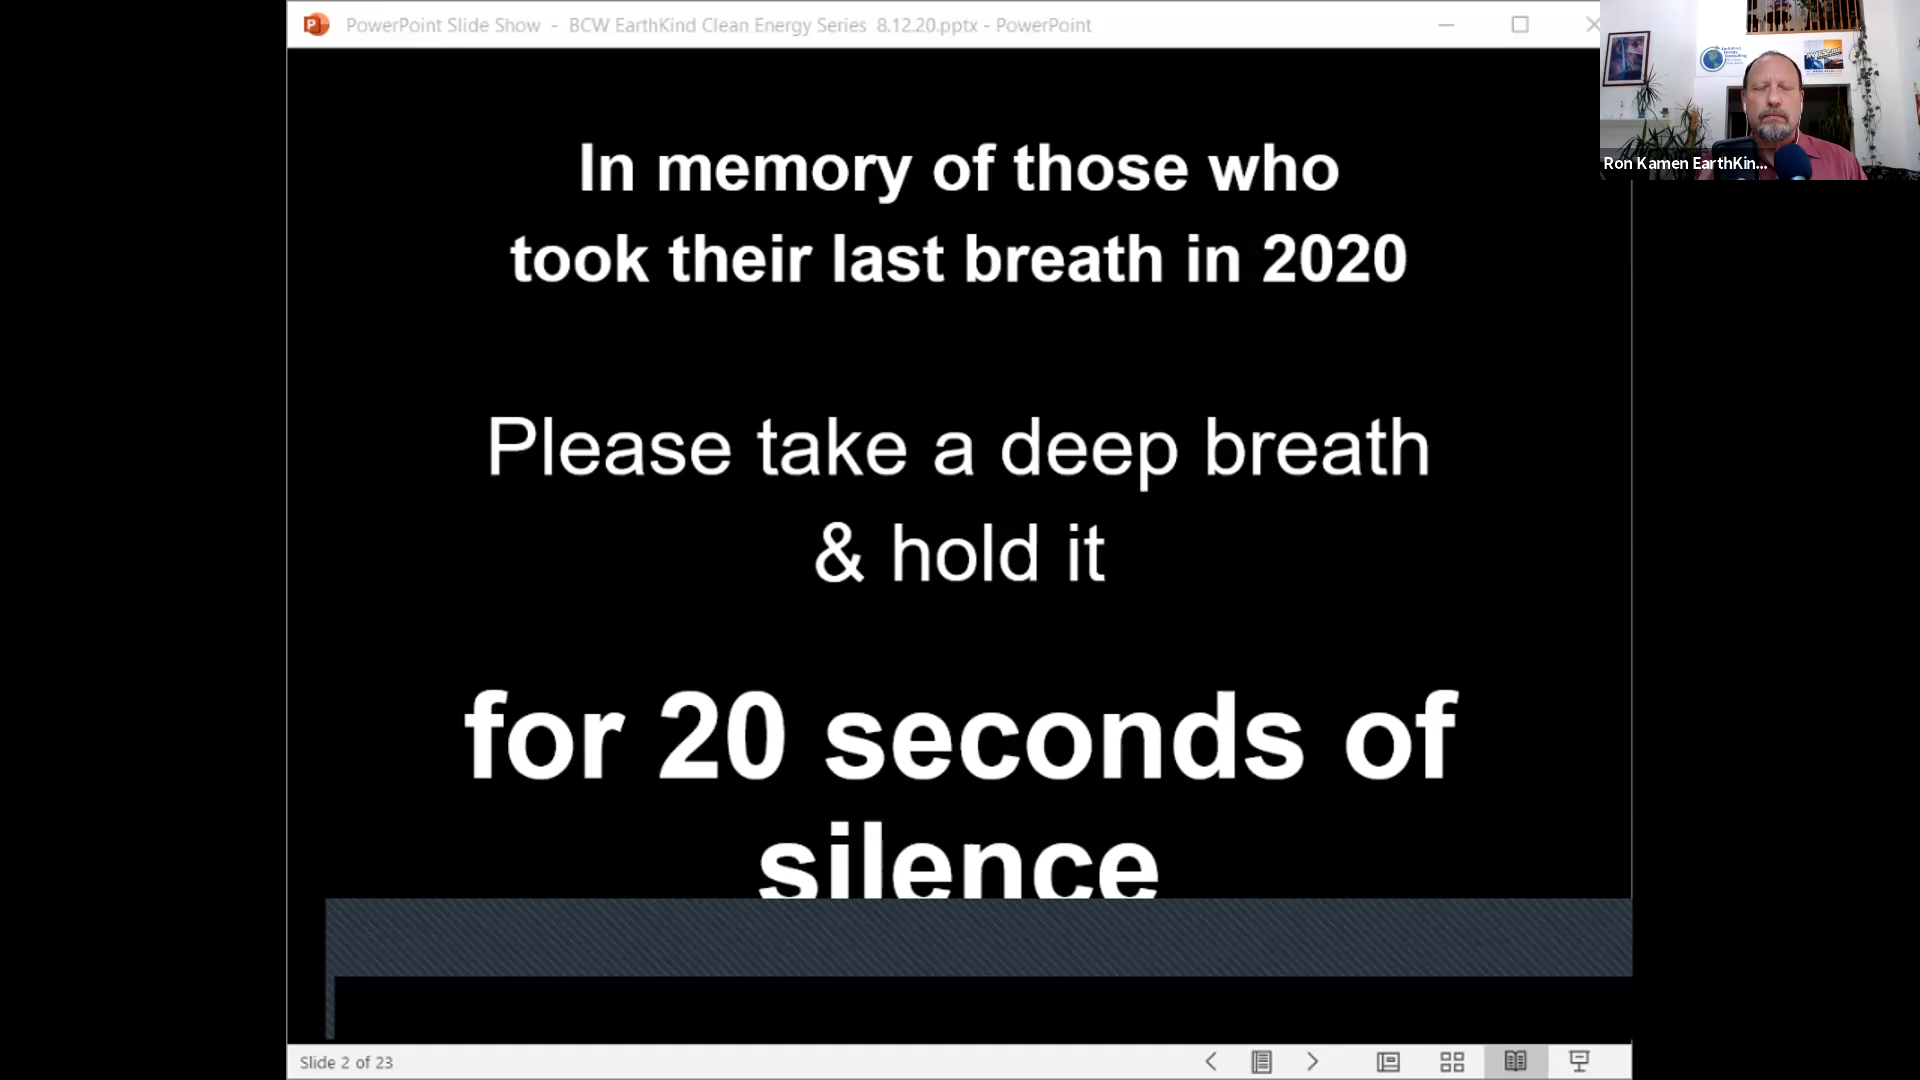 PowerPoint Slide Show - BCW EarthKind Clean Energy Series 8.12.20.pptx - PowerPoint
In memory of those who
took their last breath in 2020
Please take a deep breath
& hold it
for 20 seconds of
silence
Ron Kamen EarthKin...
Slide 2 of 23